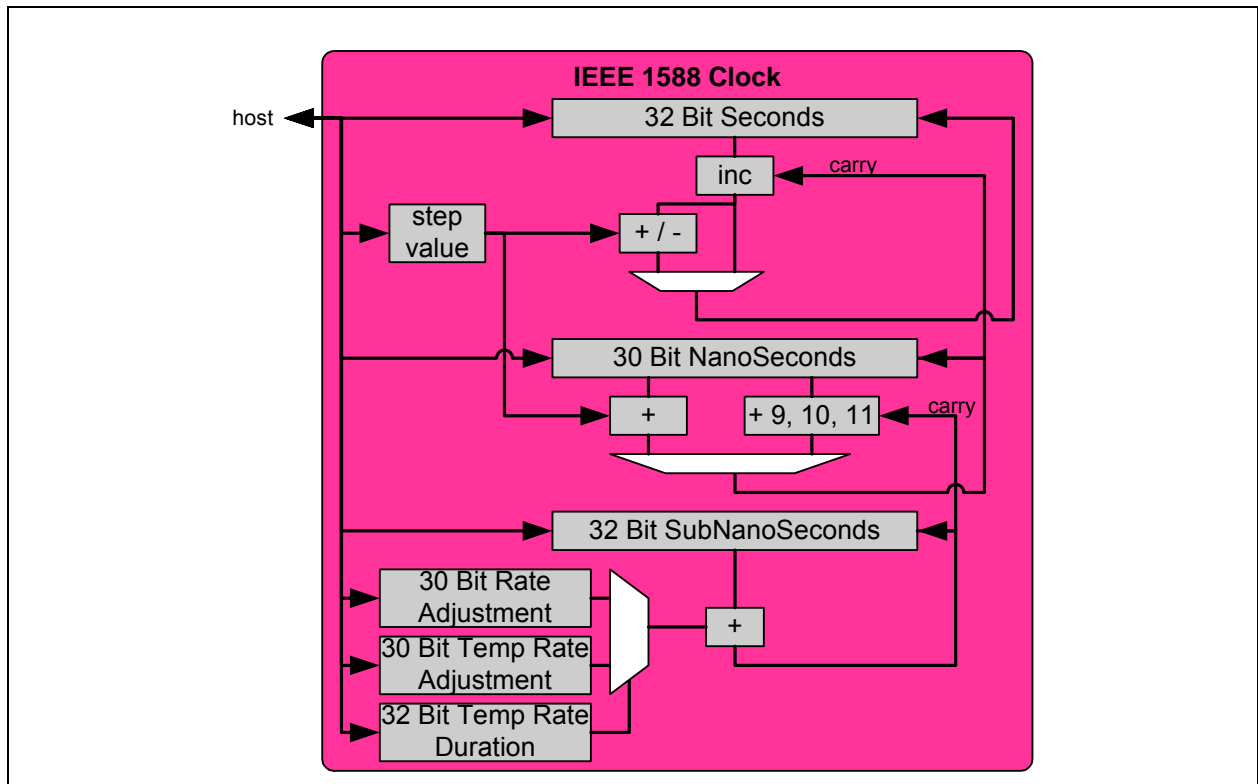 IEEE 1588 Clock
host
32 Bit Seconds
carry
inc
step
value
+ / -
30 Bit NanoSeconds
+
+ 9, 10, 11
carry
32 Bit SubNanoSeconds
30 Bit Rate
Adjustment
+
30 Bit Temp Rate
Adjustment
32 Bit Temp Rate
Duration